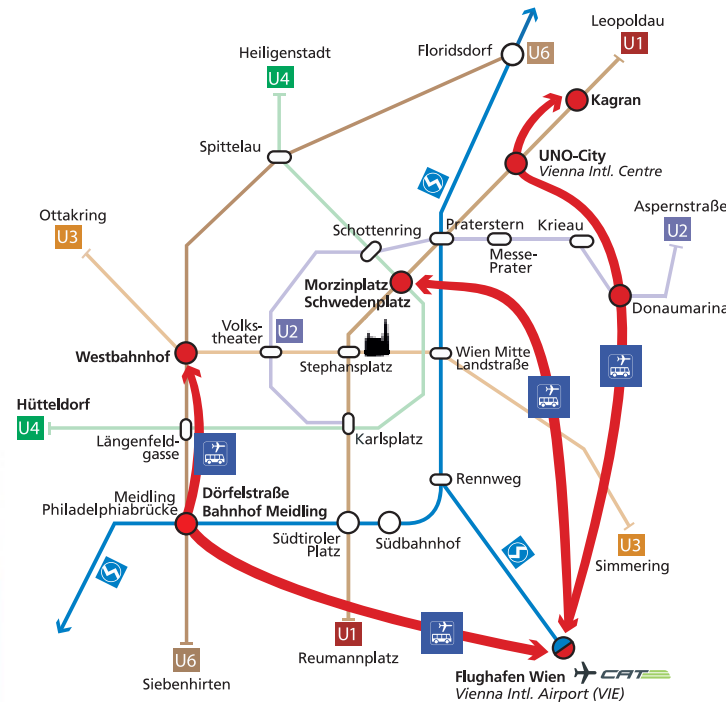 Leopoldau
U1
Floridsdorf
U6
Heiligenstadt
U4
Kagran
Spittelau
UNO-City
Vienna Intl. Centre
Aspernstraße
U2
Ottakring
U3
Schottenring
Praterstern
Krieau
Messe-
Prater
Morzinplatz
Schwedenplatz
Donaumarina
Volks-
theater
U2
Westbahnhof
Stephansplatz
Wien Mitte
Landstraße
Hütteldorf
U4
Längenfeld-
gasse
Karlsplatz
Rennweg
Meidling
Philadelphiabrücke
Dörfelstraße
Bahnhof Meidling
Südtiroler
Platz
Südbahnhof
U3
Simmering
U1
Reumannplatz
U6
Siebenhirten
Flughafen Wien
CAT
Vienna Intl. Airport (VIE)